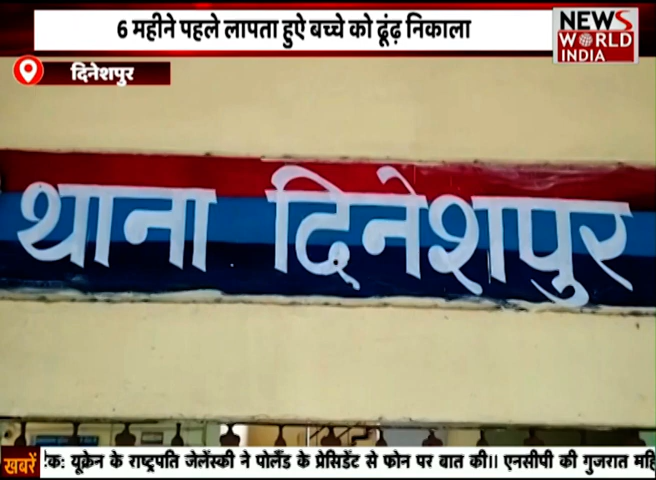 6 महीने पहले लापता हुऐ बच्चे को ढूंढ़ निकाला
NEWS
WORLD
INDIA
दिनेशपुर
थाना दिनेशपुर
खबरें
टेक: यूक्रेन के राष्ट्रपति जेलेंस्की ने पोलैंड के प्रेसिडेंट से फोन पर बात की।। एनसीपी की गुजरात